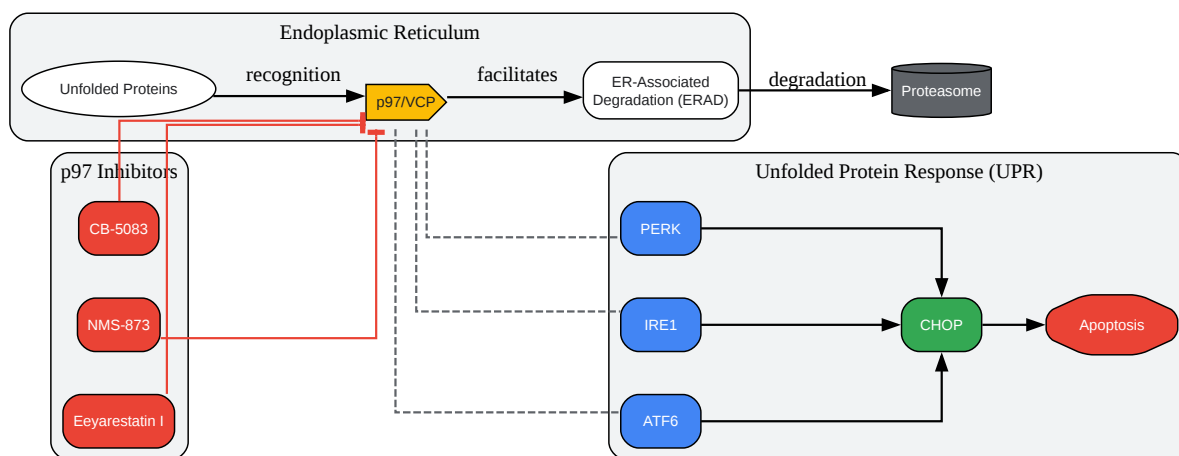 Endoplasmic Reticulum
Unfolded Proteins
recognition
p97/VCP
facilitates
ER-Associated
Degradation (ERAD)
degradation
Proteasome
p97 Inhibitors
CB-5083
NMS-873
Eeyarestatin I
Unfolded Protein Response (UPR)
PERK
IRE1
ATF6
CHOP
Apoptosis